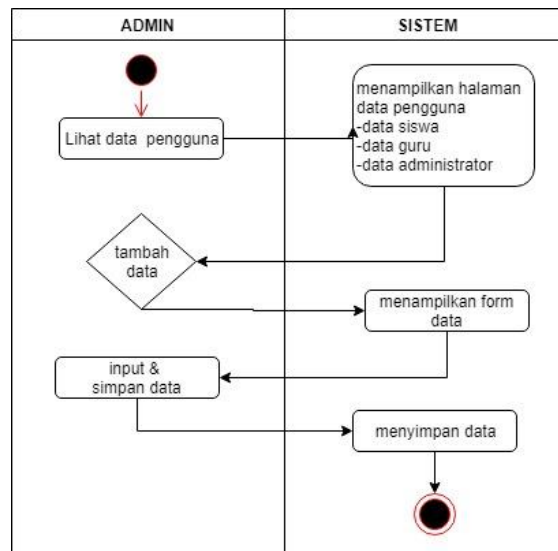 ADMIN
SISTEM
Lihat data pengguna
menampilkan halaman
data pengguna
-data siswa
-data guru
-data administrator
tambah
data
menampilkan form
data
input &
simpan data
menyimpan data